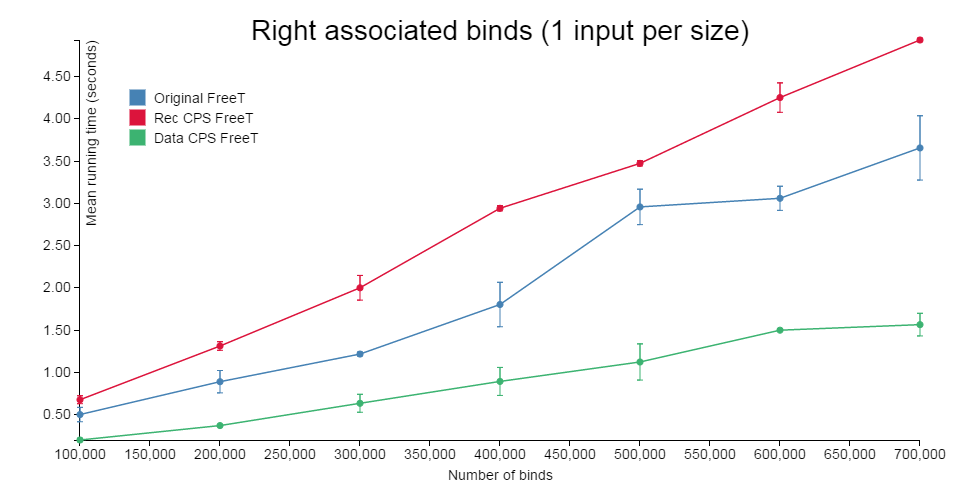 Right associated binds (1 input per size)
Mean running time (seconds)
Original FreeT
Rec CPS FreeT
Data CPS FreeT
4.50
4.00
3.50
3.00
2.50
2.00
1.50
1.00
0.50
100,000 150,000 200,000 250,000 300,000 350,000 400,000 450,000 500,000 550,000 600,000 650,000 700,000
Number of binds